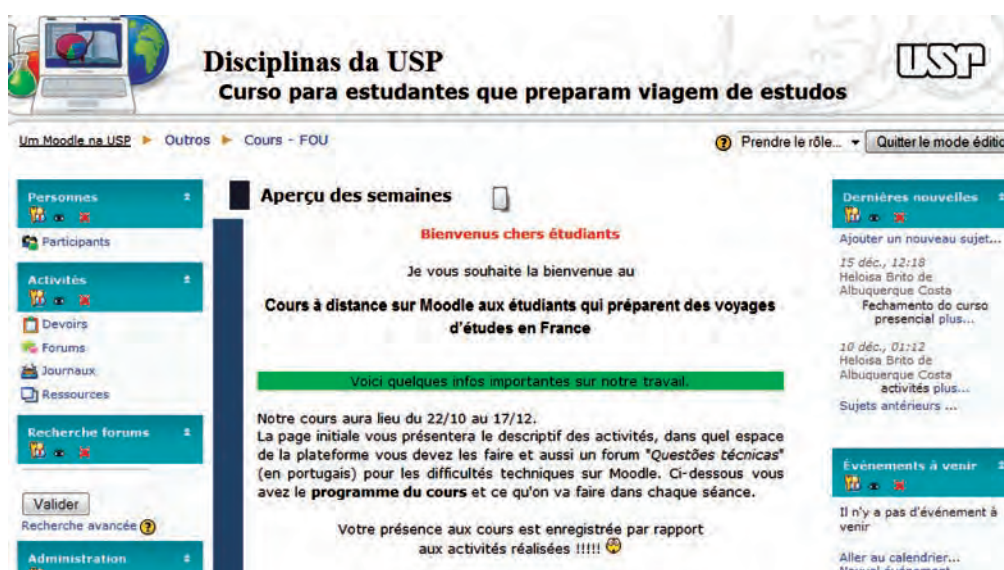 Disciplinas da USP
Curso para estudantes que preparam viagem de estudos
USP
Um Moodle na USP ► Outros ► Cours - FOU
Prendre le rôle...
Quitter le mode éditio
Personnes
Participants
Activités
Devoirs
Forums
Journaux
Ressources
Recherche forums
Valider
Recherche avancée
Administration
Aperçu des semaines
Bienvenus chers étudiants
Je vous souhaite la bienvenue au
Cours à distance sur Moodle aux étudiants qui préparent des voyages
d'études en France
Voici quelques infos importantes sur notre travail.
Notre cours aura lieu du 22/10 au 17/12.
La page initiale vous présentera le descriptif des activités, dans quel espace
de la plateforme vous devez les faire et aussi un forum "Questões técnicas"
(en portugais) pour les difficultés techniques sur Moodle. Ci-dessous vous
avez le programme du cours et ce qu'on va faire dans chaque séance.
Votre présence aux cours est enregistrée par rapport
aux activités réalisées !!!!!
Dernières nouvelles
Ajouter un nouveau sujet...
15 déc., 12:18
Heloisa Brito de
Albuquerque Costa
Fechamento do curso
presencial plus...
10 déc., 01:12
Heloisa Brito de
Albuquerque Costa
activités plus...
Sujets antérieurs ...
Événements à venir
Il n'y a pas d'événement à
venir
Aller au calendrier...
Nouvel événement